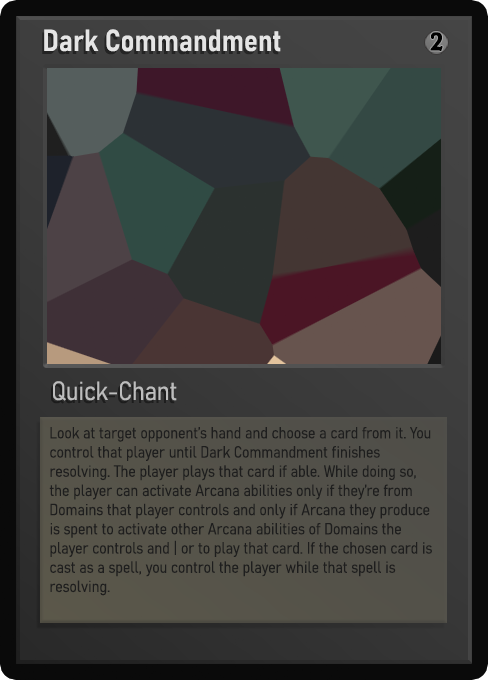 Dark Commandment 2
Quick-Chant
Look at target opponent's hand and choose a card from it. You
control that player until Dark Commandment finishes
resolving. The player plays that card if able. While doing so,
the player can activate Arcana abilities only if they're from
Domains that player controls and only if Arcana they produce
is spent to activate other Arcana abilities of Domains the
player controls and | or to play that card. If the chosen card is
cast as a spell, you control the player while that spell is
resolving.